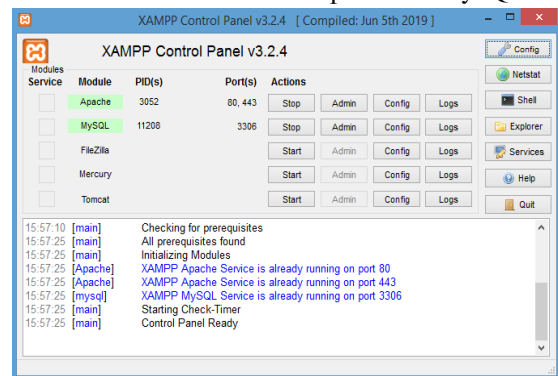 XAMPP Control Panel v3.2.4 [ Compiled: Jun 5th 2019 ]
XAMPP Control Panel v3.2.4
Config
Modules
Service Module PID(s) Port(s) Actions
Netstat
Apache 3052 80, 443 Stop Admin Config Logs
Shell
MySQL 11208 3306 Stop Admin Config Logs
Explorer
FileZilla Start Admin Config Logs
Services
Mercury Start Admin Config Logs
Help
Tomcat Start Admin Config Logs
Quit
15:57:10 [main] Checking for prerequisites
15:57:25 [main] All prerequisites found
15:57:25 [main] Initializing Modules
15:57:25 [Apache] XAMPP Apache Service is already running on port 80
15:57:25 [Apache] XAMPP Apache Service is already running on port 443
15:57:25 [mysql] XAMPP MySQL Service is already running on port 3306
15:57:25 [main] Starting Check-Timer
15:57:25 [main] Control Panel Ready